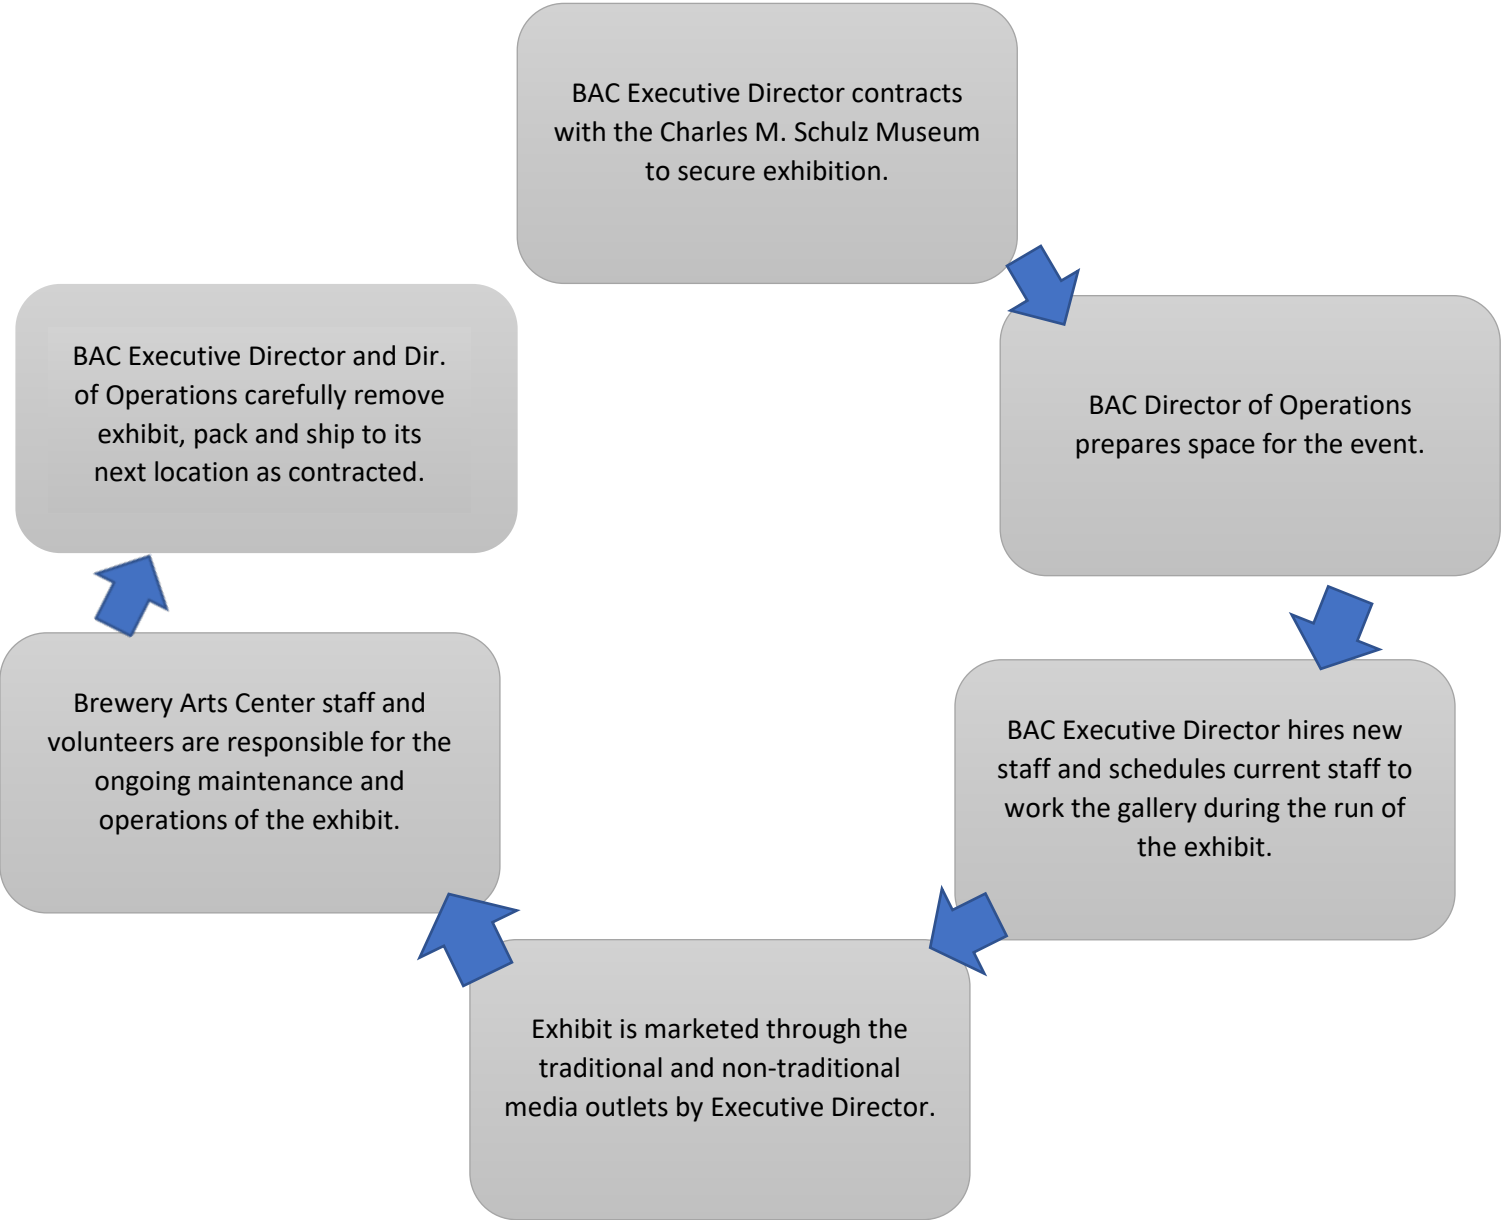 BAC Executive Director contracts
with the Charles M. Schulz Museum
to secure exhibition.
BAC Director of Operations
prepares space for the event.
BAC Executive Director hires new
staff and schedules current staff to
work the gallery during the run of
the exhibit.
Exhibit is marketed through the
traditional and non-traditional
media outlets by Executive Director.
Brewery Arts Center staff and
volunteers are responsible for the
ongoing maintenance and
operations of the exhibit.
BAC Executive Director and Dir.
of Operations carefully remove
exhibit, pack and ship to its
next location as contracted.